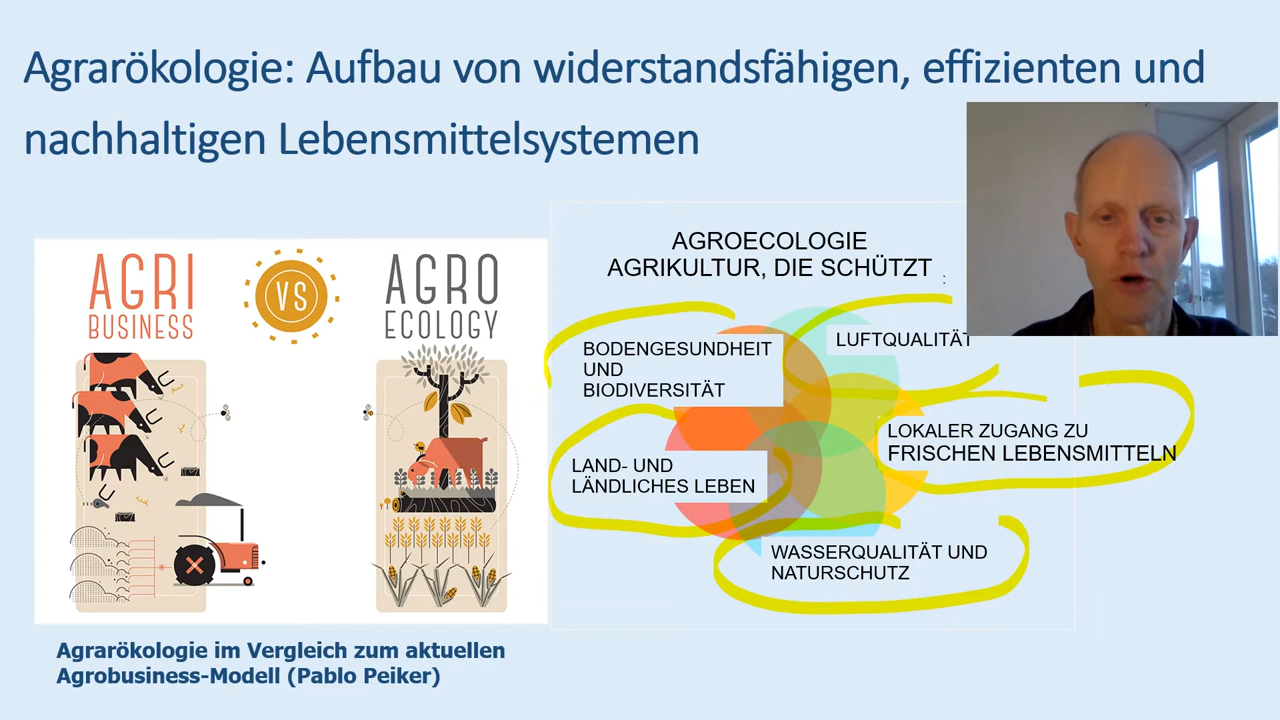 Agrarökologie: Aufbau von widerstandsfähigen, effizienten und
nachhaltigen Lebensmittelsystemen
AGRI
BUSINESS
VS
AGRO
ECOLOGY
AGROECOLOGIE
AGRIKULTUR, DIE SCHÜTZT :
BODENGESUNDHEIT
UND
BIODIVERSITÄT
LUFTQUALITÄT
LOKALER ZUGANG ZU
FRISCHEN LEBENSMITTELN
LAND- UND
LÄNDLICHES LEBEN
WASSERQUALITÄT UND
NATURSCHUTZ
Agrarökologie im Vergleich zum aktuellen
Agrobusiness-Modell (Pablo Peiker)